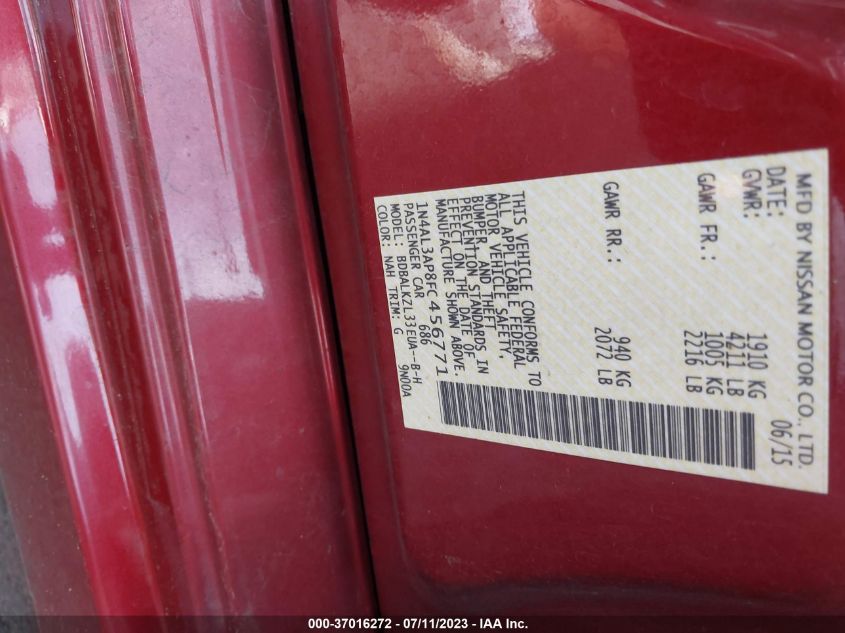 MFD BY NISSAN MOTOR CO., LTD.
DATE: 06/15
GVWR: 1910 KG
4211 LB
GAWR FR.: 1005 KG
2216 LB
GAWR RR.: 940 KG
2072 LB
THIS VEHICLE CONFORMS TO
ALL APPLICABLE FEDERAL
MOTOR VEHICLE SAFETY,
BUMPER, AND THEFT
PREVENTION STANDARDS IN
EFFECT ON THE DATE OF
MANUFACTURE SHOWN ABOVE.
1N4AL3AP8FC456771
PASSENGER CAR 686
MODEL: BDBALKZL33EUA--B-H
COLOR: NAH TRIM: G 9N00A
000-37016272 - 07/11/2023 - IAA Inc.